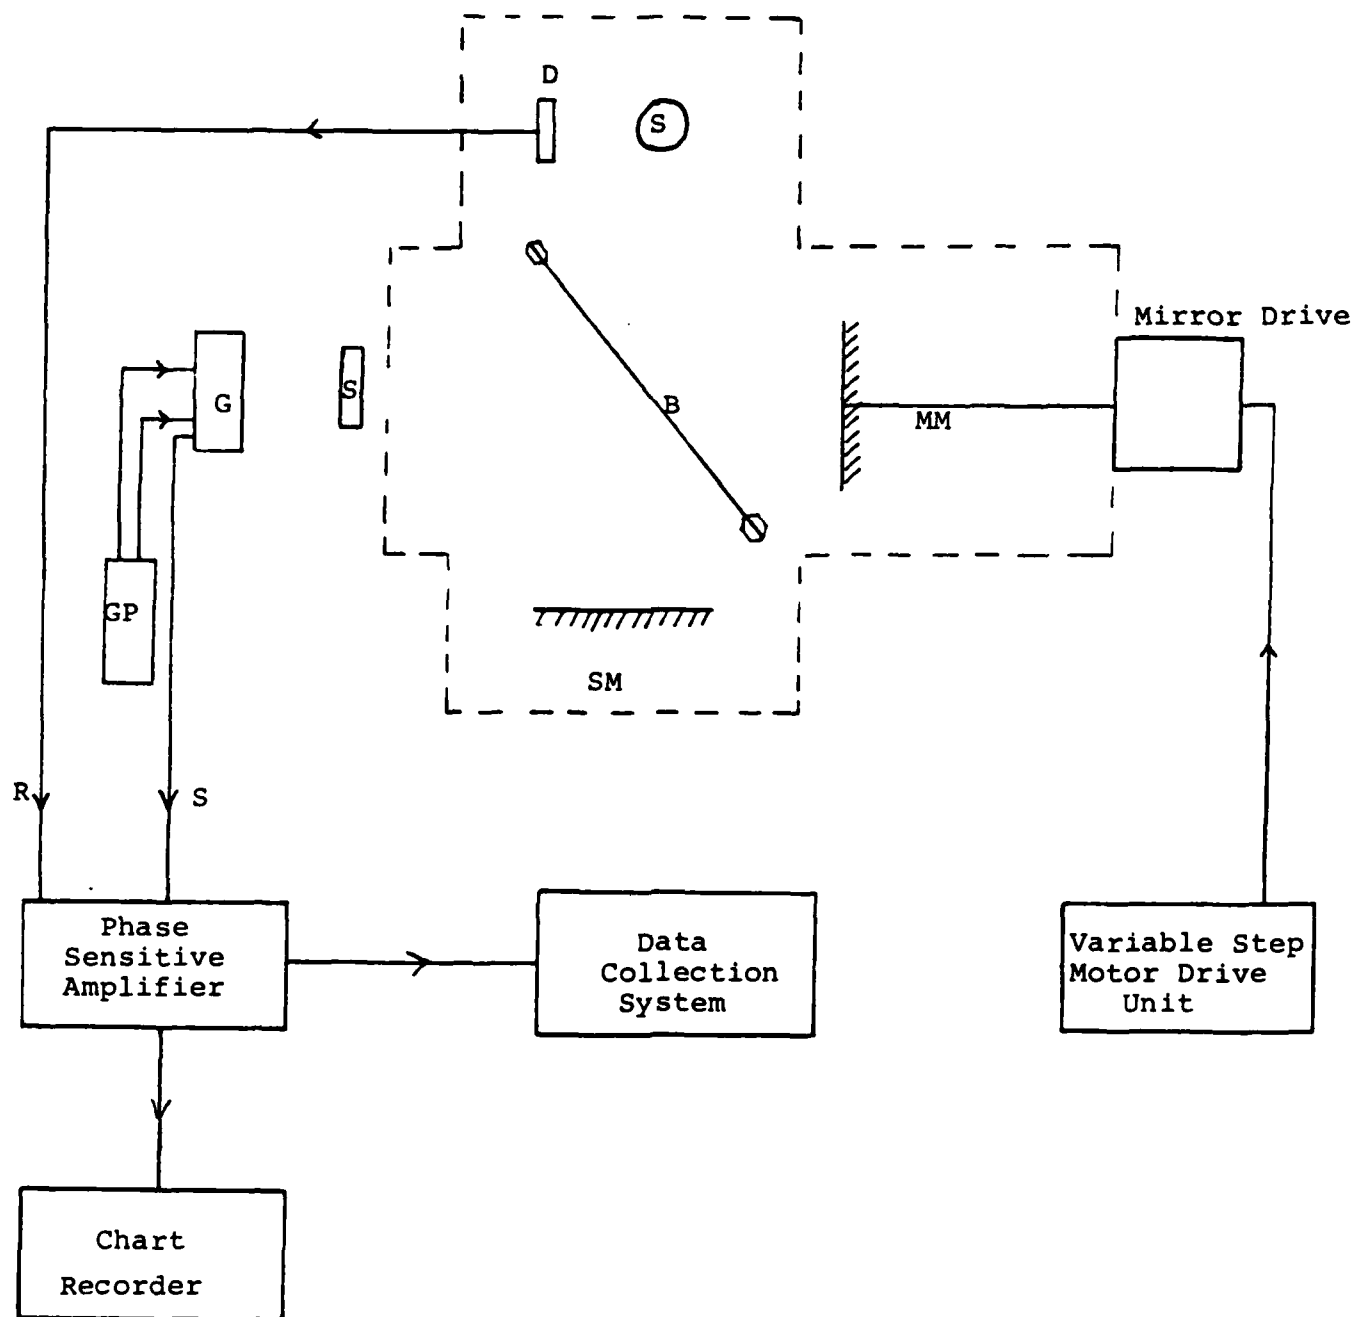 D
S
Mirror Drive
G
S
B
MM
GP
SM
R
S
Phase
Sensitive
Amplifier
Data
Collection
System
Variable Step
Motor Drive
Unit
Chart
Recorder